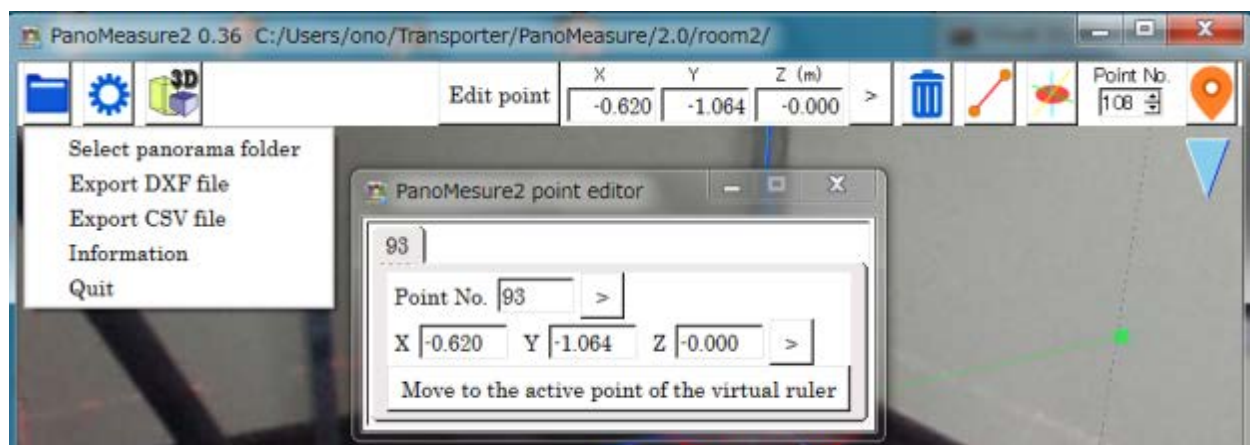 PanoMeasure2 0.36 C:/Users/ono/Transporter/PanoMeasure/2.0/room2/
3D
X Y Z (m)
Edit point -0.620 -1.064 -0.000 >
Point No.
108
Select panorama folder
Export DXF file
Export CSV file
Information
Quit
PanoMesure2 point editor
93
Point No. 93 >
X -0.620 Y -1.064 Z -0.000 >
Move to the active point of the virtual ruler